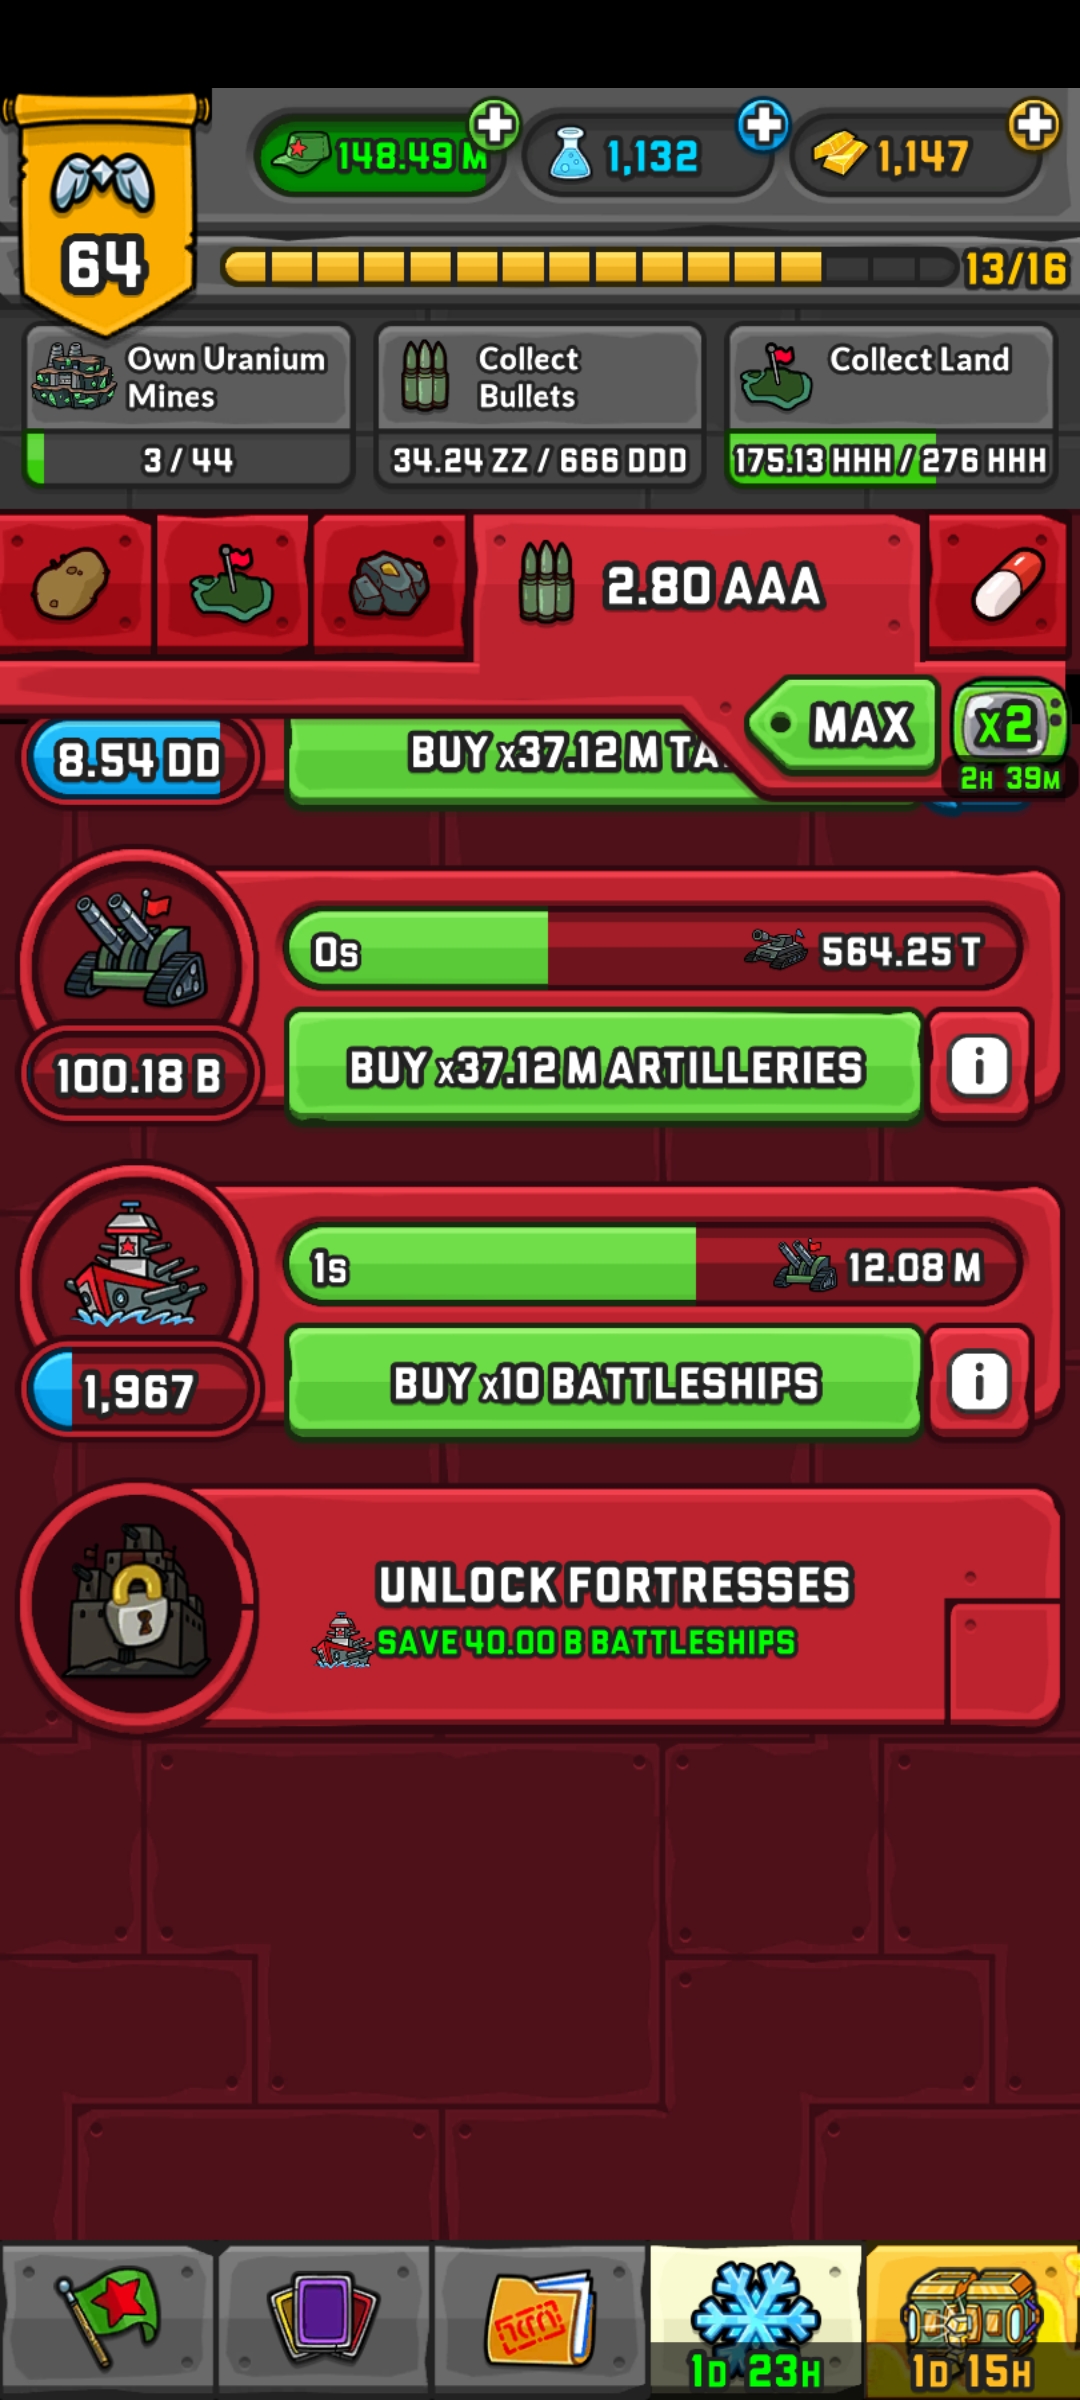 64
148.49 M
1,132
1,147
13/16
Own Uranium
Mines
3 / 44
Collect
Bullets
34.24 ZZ / 666 DDD
Collect Land
175.13 HHH / 276 HHH
2.80 AAA
MAX
x2
2H 39M
8.54 DD
BUY x37.12 M TA
0s
564.25 T
100.18 B
BUY x37.12 M ARTILLERIES
i
1s
12.08 M
1,967
BUY x10 BATTLESHIPS
i
UNLOCK FORTRESSES
SAVE 40.00 B BATTLESHIPS
1D 23H
1D 15H